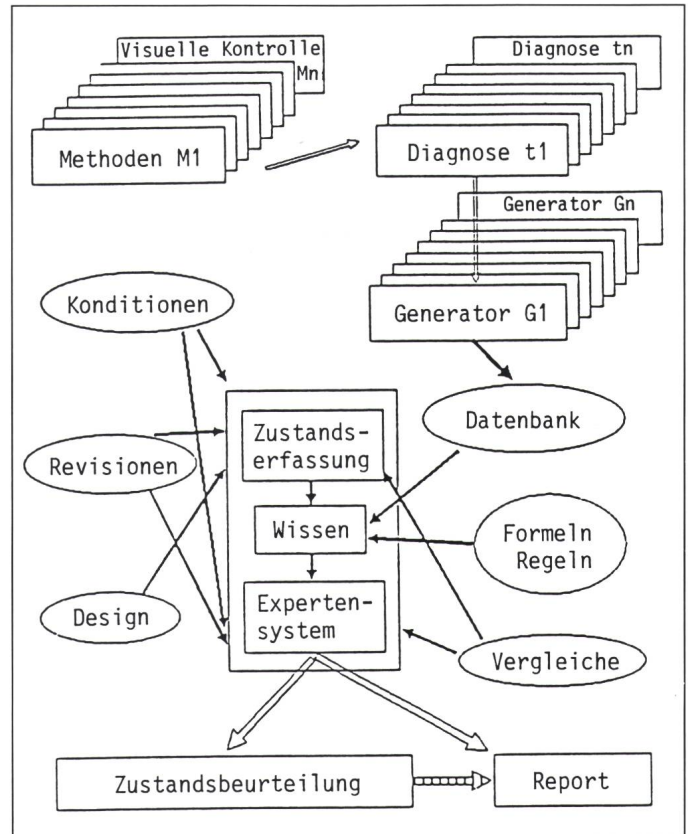 Visuelle Kontrolle
Mn
Methoden M1
Diagnose tn
Diagnose t1
Generator Gn
Generator G1
Konditionen
Datenbank
Zustands-
erfassung
Revisionen
Wissen
Formeln
Regeln
Design
Experten-
system
Vergleiche
Zustandsbeurteilung
Report